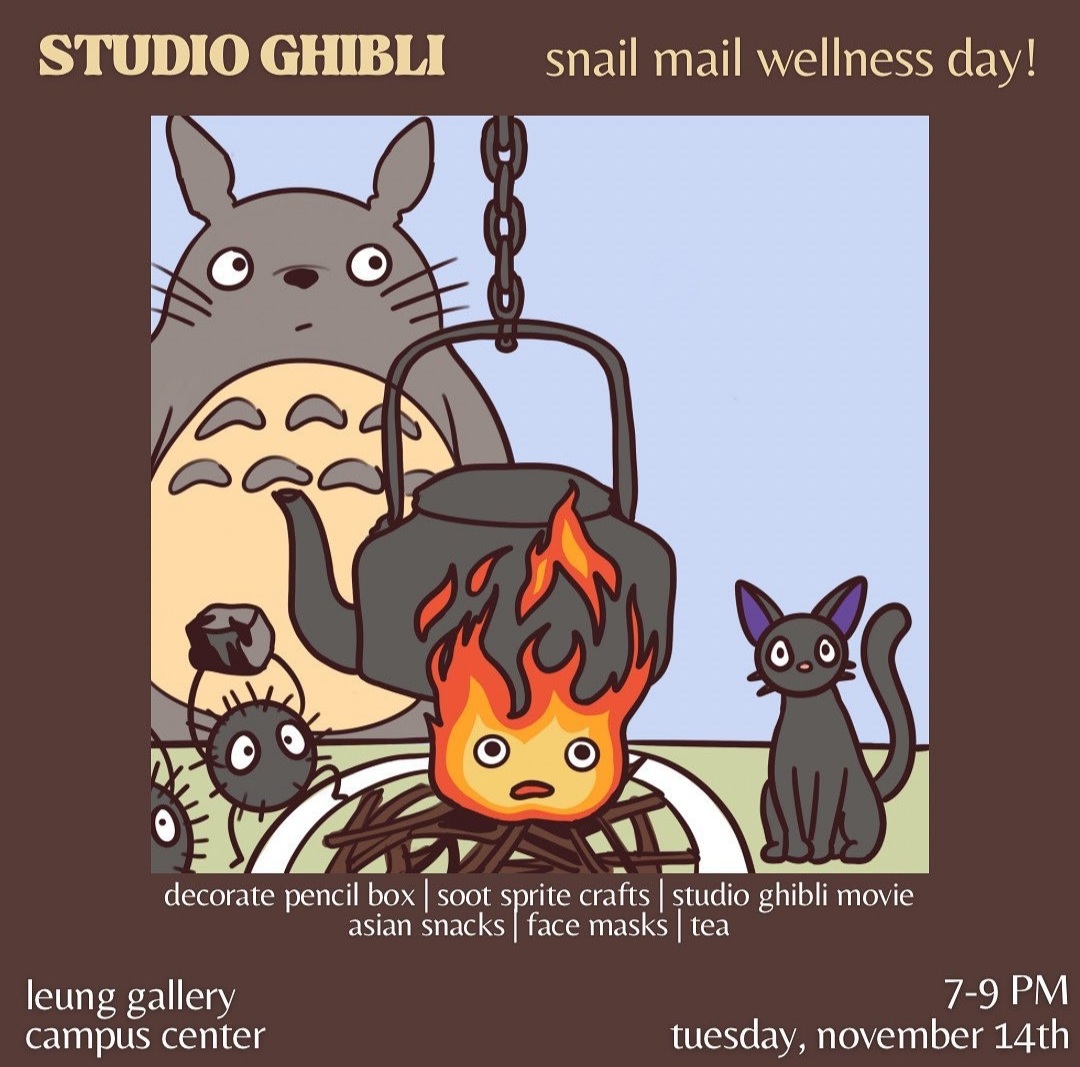 STUDIO GHIBLI
snail mail wellness day!
decorate pencil box | soot sprite crafts | studio ghibli movie
asian snacks | face masks | tea
leung gallery
campus center
7-9 PM
tuesday, november 14th